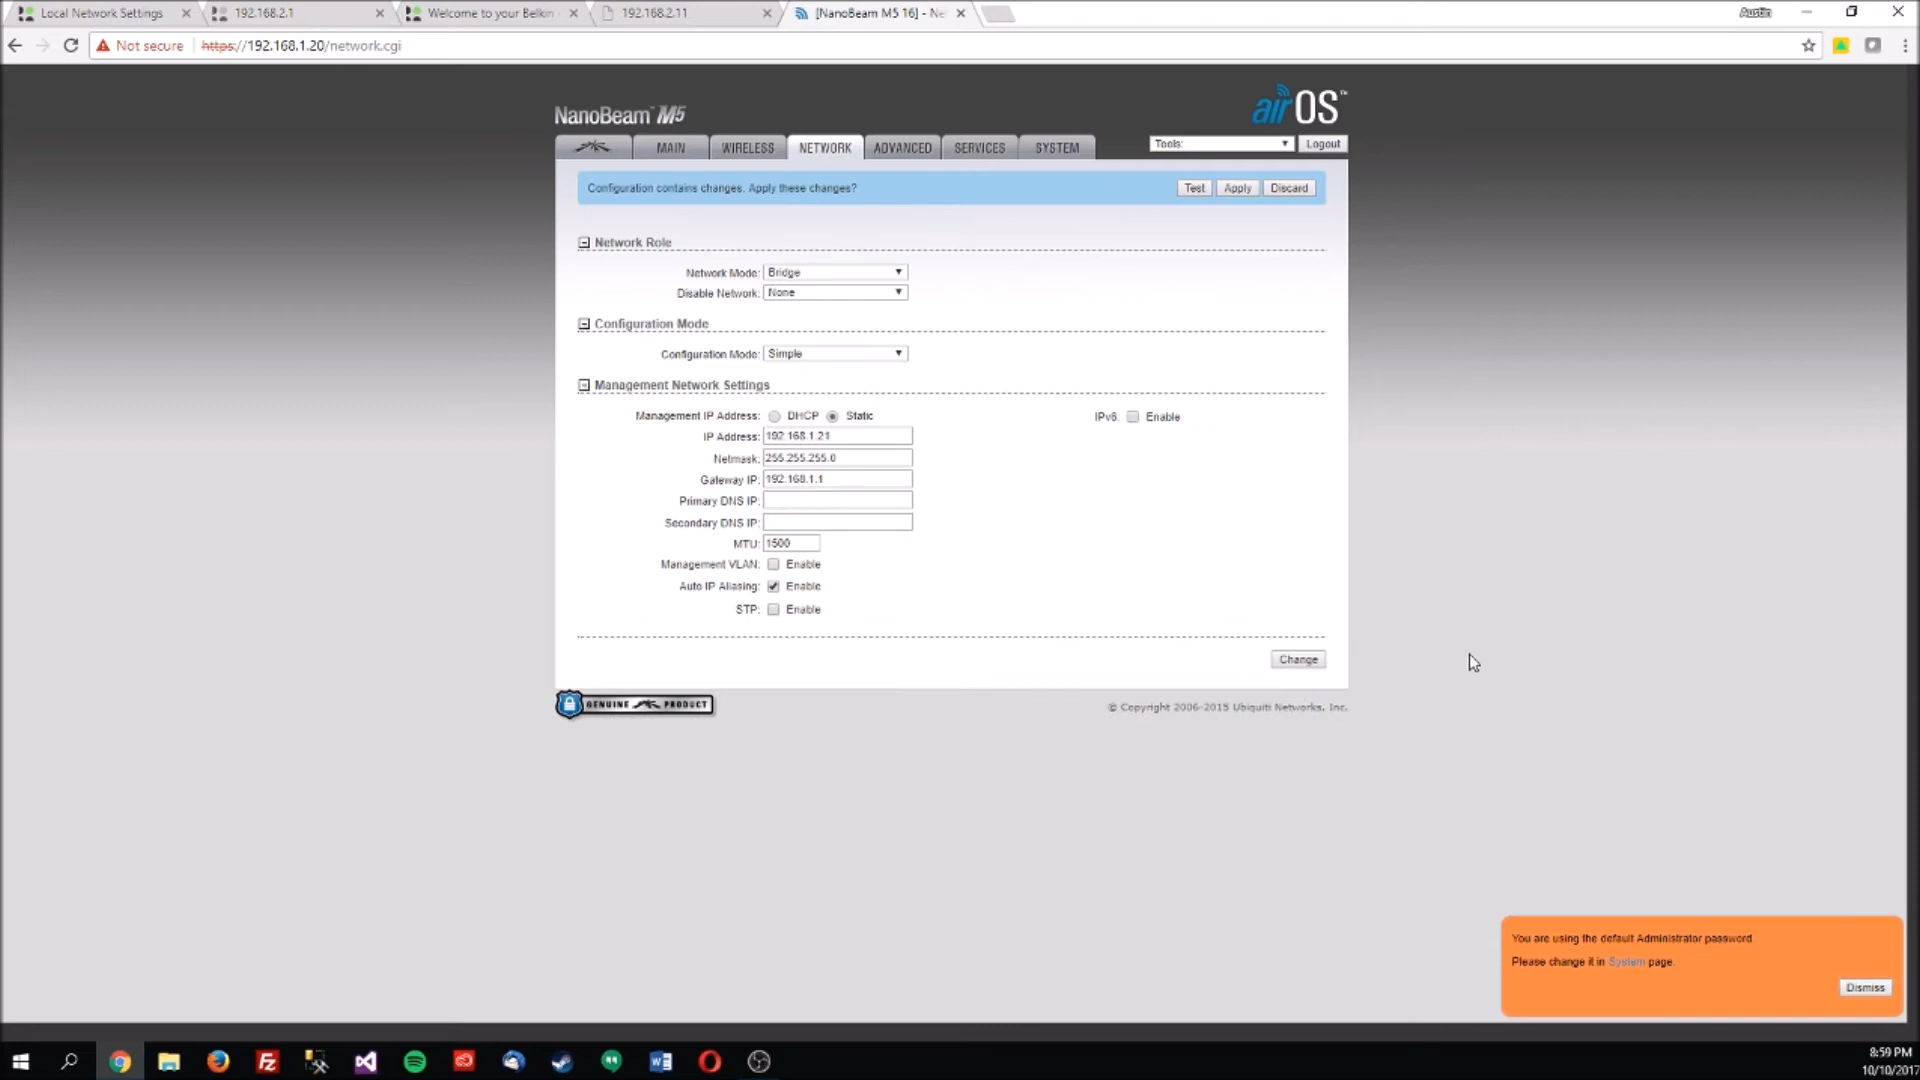 Local Network Settings
192.168.2.1
Welcome to your Belkin
192.168.2.11
[NanoBeam M5 16] - Ne
Austin
Not secure
https://192.168.1.20/network.cgi
NanoBeam™ M5
airOS™
MAIN
WIRELESS
NETWORK
ADVANCED
SERVICES
SYSTEM
Tools:
Logout
Configuration contains changes. Apply these changes?
Test
Apply
Discard
Network Role
Network Mode: Bridge
Disable Network: None
Configuration Mode
Configuration Mode: Simple
Management Network Settings
Management IP Address: DHCP Static
IPv6: Enable
IP Address: 192.168.1.21
Netmask: 255.255.255.0
Gateway IP: 192.168.1.1
Primary DNS IP:
Secondary DNS IP:
MTU: 1500
Management VLAN: Enable
Auto IP Aliasing: Enable
STP: Enable
Change
GENUINE PRODUCT
© Copyright 2006-2015 Ubiquiti Networks, Inc.
You are using the default Administrator password
Please change it in System page.
Dismiss
8:59 PM
10/10/2017